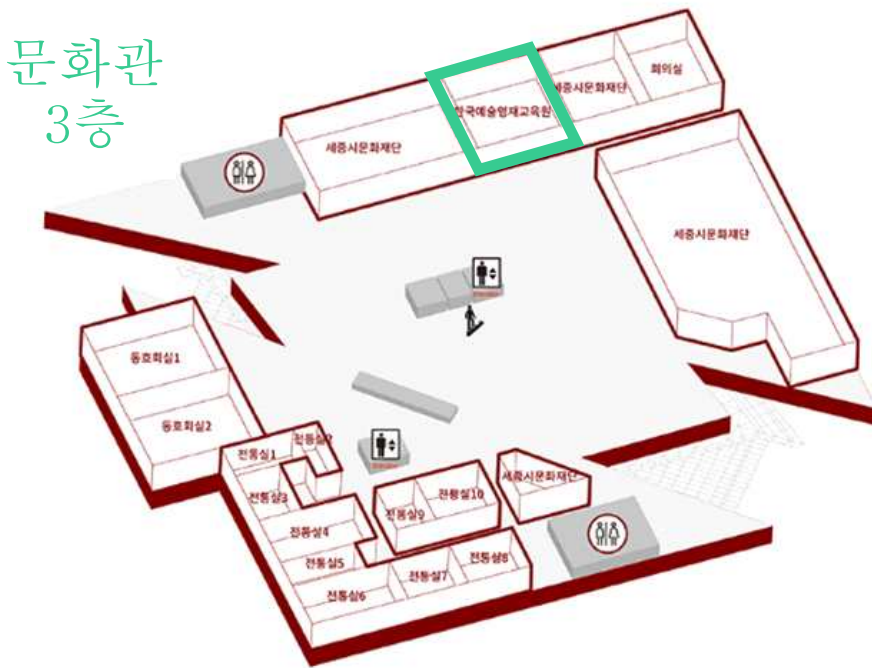 문화관
3층
회의실
세종시문화재단
한국예술영재교육원
세종시문화재단
세종시문화재단
동호회실1
동호회실2
전통실1
전통실2
전통실3
전통실4
전통실5
전통실6
전통실7
전통실8
전통실9
전통실10
세종시문화재단